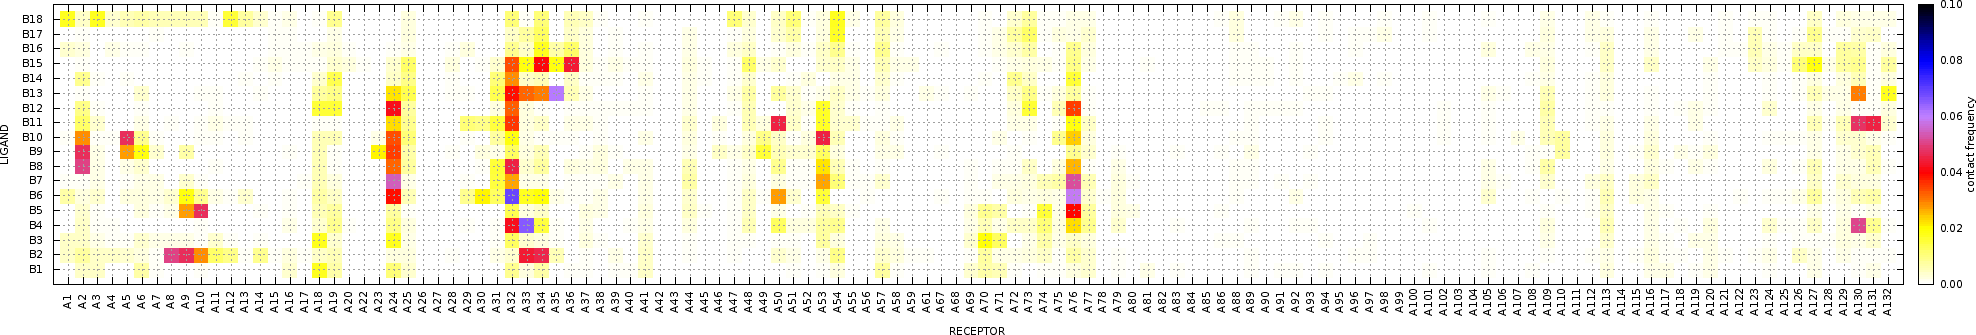 B18
B17
B16
B15
B14
B13
B12
B11
B10
B9
B8
B7
B6
B5
B4
B3
B2
B1
LIGAND
A1 A2 A3 A4 A5 A6 A7 A8 A9 A10 A11 A12 A13 A14 A15 A16 A17 A18 A19 A20 A22 A23 A24 A25 A26 A27 A28 A29 A30 A31 A32 A33 A34 A35 A36 A37 A38 A39 A40 A41 A42 A43 A44 A45 A46 A47 A48 A49 A50 A51 A52 A53 A54 A55 A56 A57 A58 A59 A61 A67 A68 A69 A70 A71 A72 A73 A74 A75 A76 A77 A78 A79 A80 A81 A82 A83 A84 A85 A86 A88 A89 A90 A91 A92 A93 A94 A95 A96 A97 A98 A99 A100 A101 A102 A103 A104 A105 A106 A107 A108 A109 A110 A111 A112 A113 A114 A115 A116 A117 A118 A119 A120 A121 A122 A123 A124 A125 A126 A127 A128 A129 A130 A131 A132
RECEPTOR
0.10
0.08
0.06
0.04
0.02
0.00
contact frequency